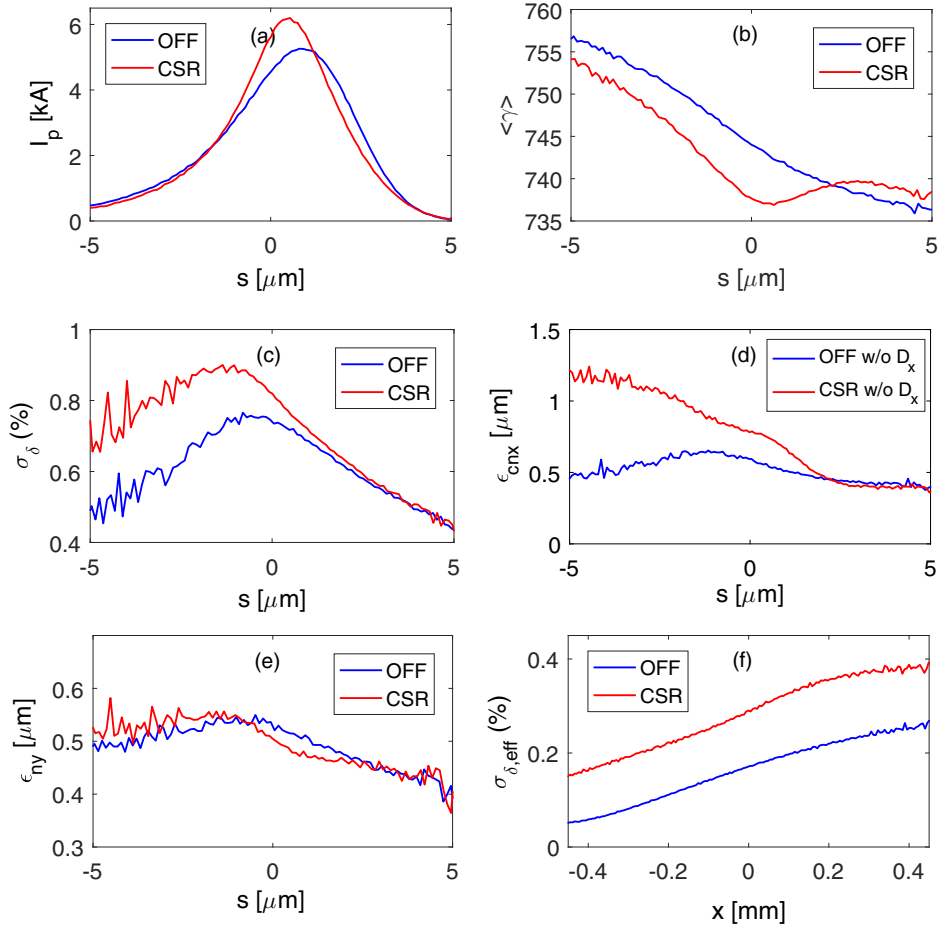 (a)
OFF
CSR
I_p [kA]
6
4
2
0
-5
0
5
s [μm]
(b)
OFF
CSR
<γ>
760
755
750
745
740
735
-5
0
5
s [μm]
(c)
OFF
CSR
σ_δ (%)
1
0.8
0.6
0.4
-5
0
5
s [μm]
(d)
OFF w/o D_x
CSR w/o D_x
ϵ_cnx [μm]
1.5
1
0.5
0
-5
0
5
s [μm]
(e)
OFF
CSR
ϵ_ny [μm]
0.6
0.5
0.4
0.3
-5
0
5
s [μm]
(f)
OFF
CSR
σ_δ,eff (%)
0.4
0.2
0
-0.4
-0.2
0
0.2
0.4
x [mm]